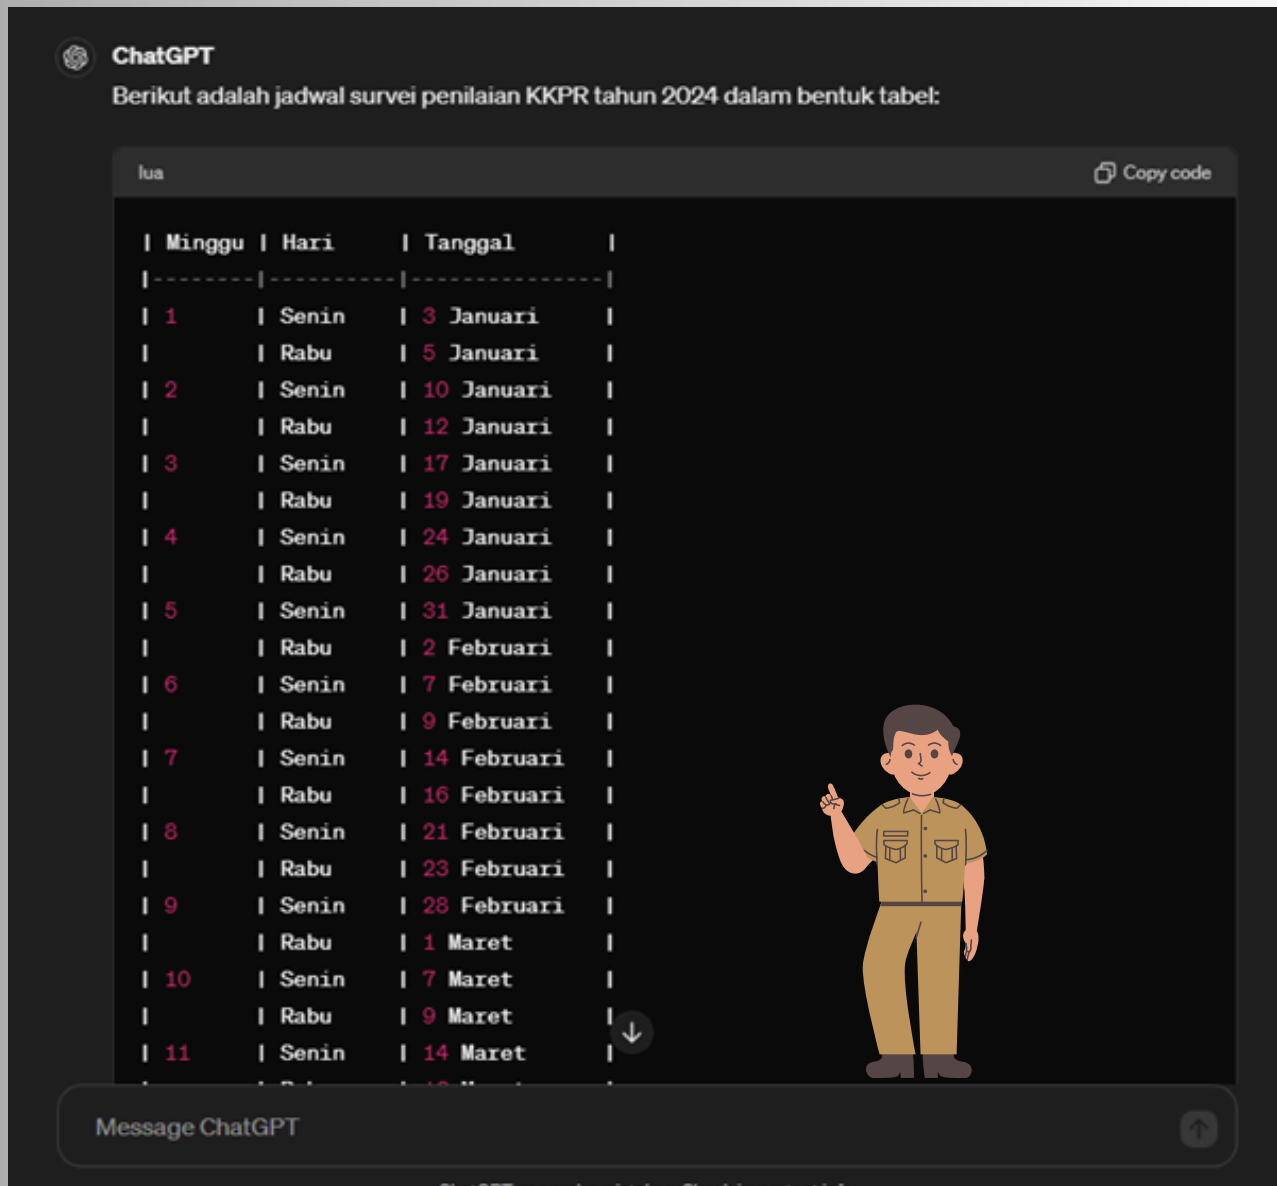 ChatGPT
Berikut adalah jadwal survei penilaian KKPR tahun 2024 dalam bentuk tabel:
lua Copy code
| Minggu | Hari | Tanggal |
|--------|----------|---------------|
| 1 | Senin | 3 Januari |
| | Rabu | 5 Januari |
| 2 | Senin | 10 Januari |
| | Rabu | 12 Januari |
| 3 | Senin | 17 Januari |
| | Rabu | 19 Januari |
| 4 | Senin | 24 Januari |
| | Rabu | 26 Januari |
| 5 | Senin | 31 Januari |
| | Rabu | 2 Februari |
| 6 | Senin | 7 Februari |
| | Rabu | 9 Februari |
| 7 | Senin | 14 Februari |
| | Rabu | 16 Februari |
| 8 | Senin | 21 Februari |
| | Rabu | 23 Februari |
| 9 | Senin | 28 Februari |
| | Rabu | 1 Maret |
| 10 | Senin | 7 Maret |
| | Rabu | 9 Maret |
| 11 | Senin | 14 Maret |
Message ChatGPT